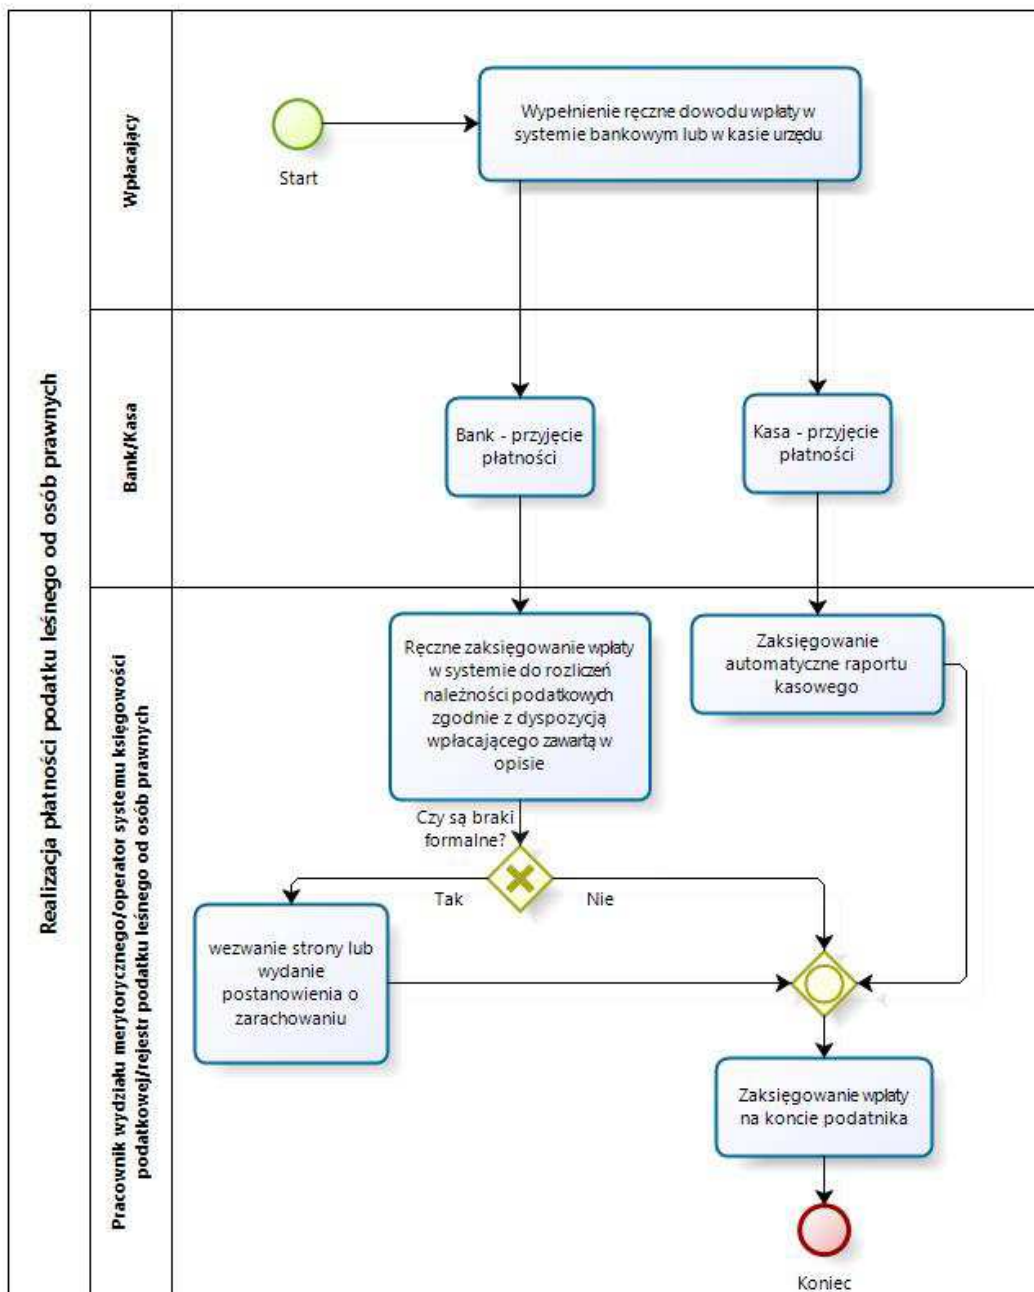 Realizacja płatności podatku leśnego od osób prawnych
Wpłacający
Start
Wypełnienie ręczne dowodu wpłaty w
systemie bankowym lub w kasie urzędu
Bank/Kasa
Bank - przyjęcie
płatności
Kasa - przyjęcie
płatności
Pracownik wydziału merytorycznego/operator systemu księgowości
podatkowej/rejestr podatku leśnego od osób prawnych
Ręczne zaksięgowanie wpłaty
w systemie do rozliczeń
należności podatkowych
zgodnie z dyspozycją
wpłacającego zawartą w
opisie
Zaksięgowanie
automatyczne raportu
kasowego
Czy są braki
formalne?
Tak
Nie
wezwanie strony lub
wydanie
postanowienia o
zarachowaniu
Zaksięgowanie wpłaty
na koncie podatnika
Koniec